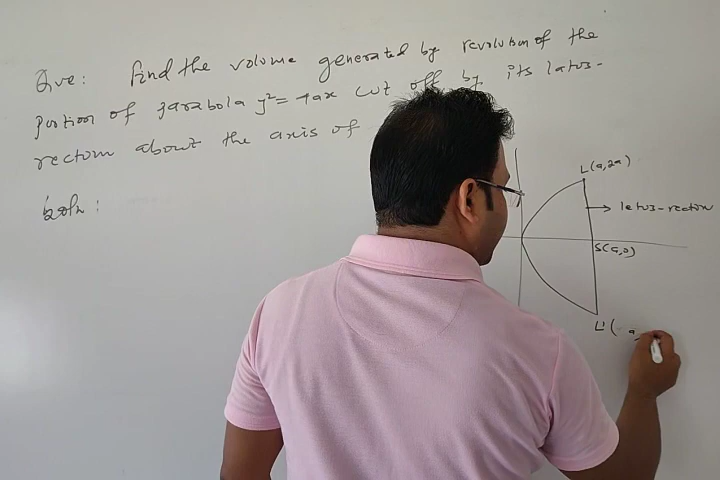 Que: Find the volume generated by revolution of the
portion of parabola y²= 4ax cut off by its latus-
rectum about the axis of
Soln :
L(a,2a)
latus-rectum
S(a,0)
L'( a,